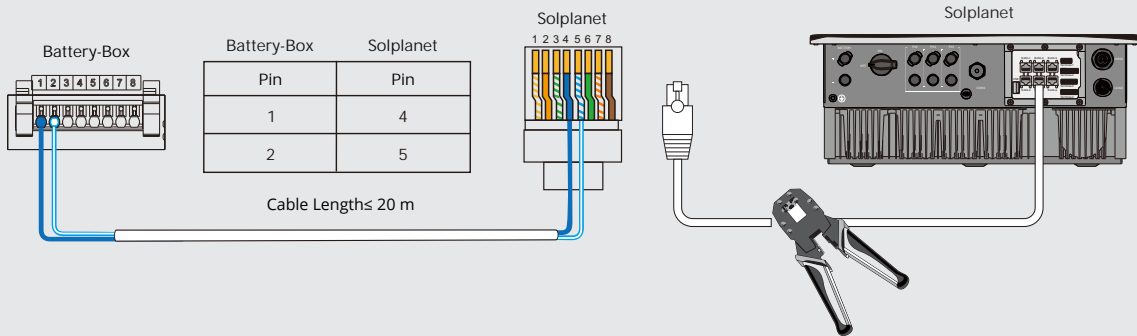 Battery-Box
1 2 3 4 5 6 7 8
Battery-Box Solplanet
Pin Pin
1 4
2 5
Cable Length≤ 20 m
Solplanet
1 2 3 4 5 6 7 8
Solplanet